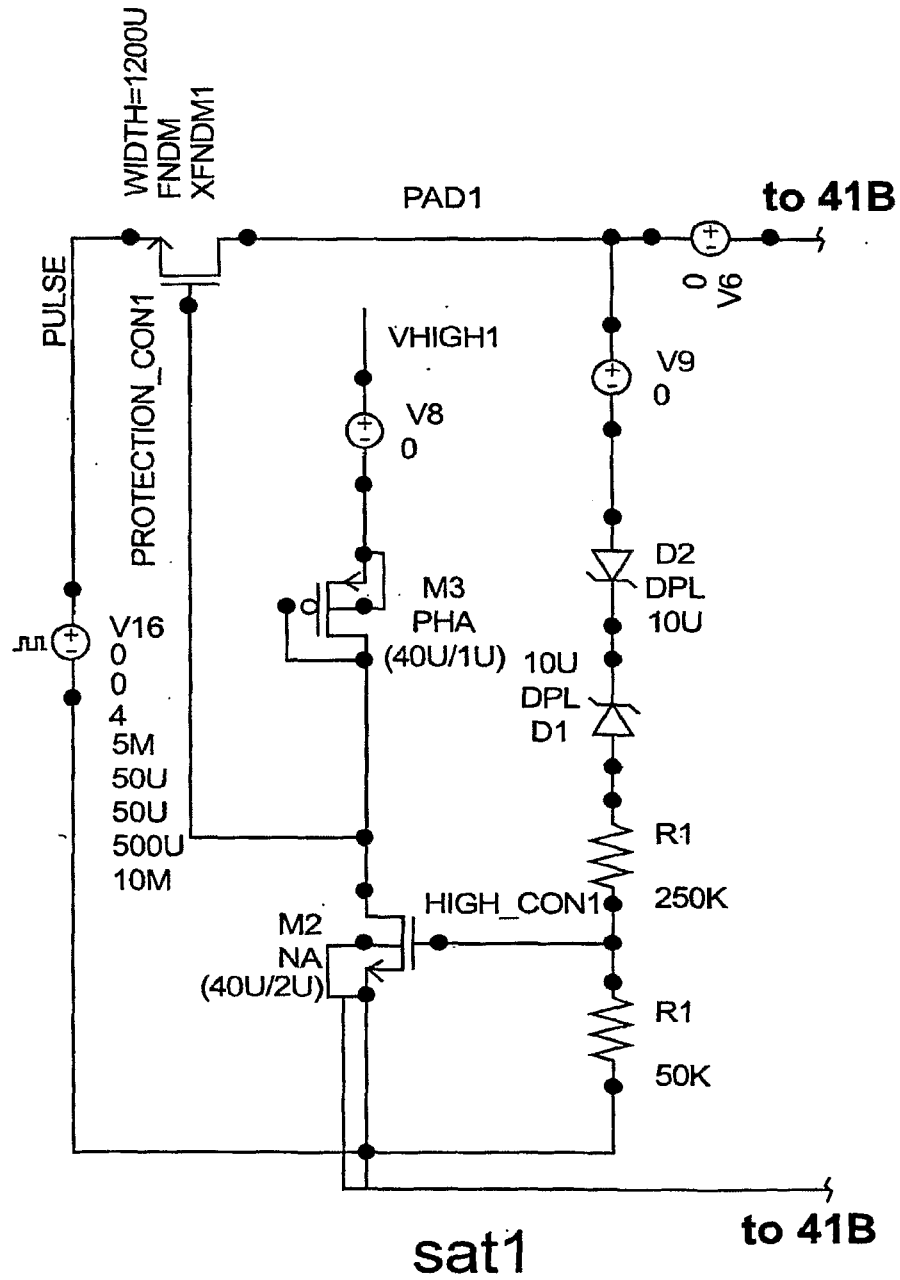 WIDTH=1200U
FNDM
XFNDM1
PAD1
to 41B
PULSE
PROTECTION_CON1
VHIGH1
0
V6
V9
0
V8
0
D2
DPL
10U
M3
PHA
(40U/1U)
V16
0
0
4
5M
50U
50U
500U
10M
10U
DPL
D1
R1
250K
HIGH_CON1
M2
NA
(40U/2U)
R1
50K
to 41B
sat1